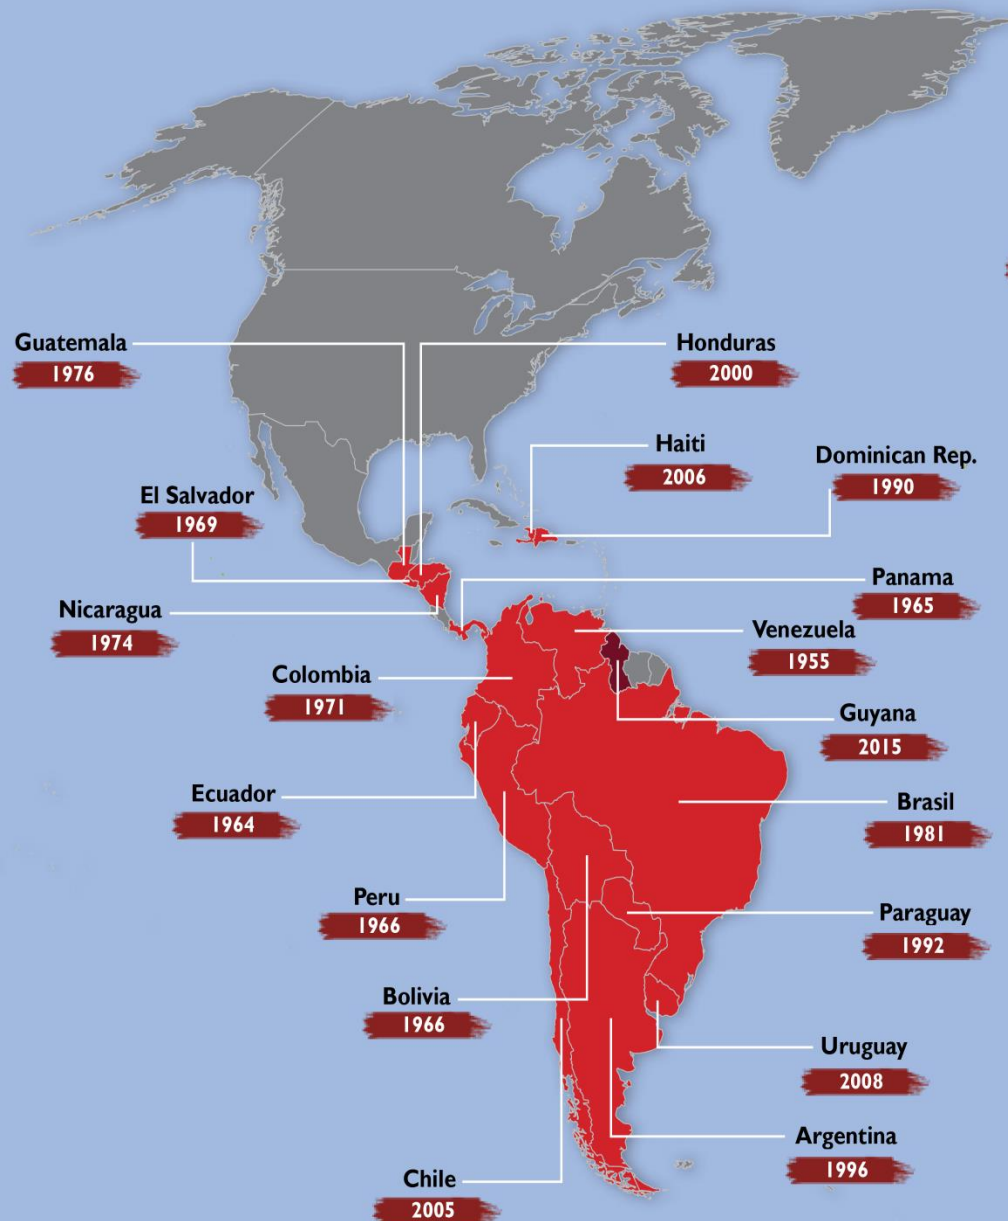 Guatemala
1976
Honduras
2000
Haiti
2006
Dominican Rep.
1990
El Salvador
1969
Panama
1965
Nicaragua
1974
Venezuela
1955
Colombia
1971
Guyana
2015
Ecuador
1964
Brasil
1981
Peru
1966
Paraguay
1992
Bolivia
1966
Uruguay
2008
Argentina
1996
Chile
2005